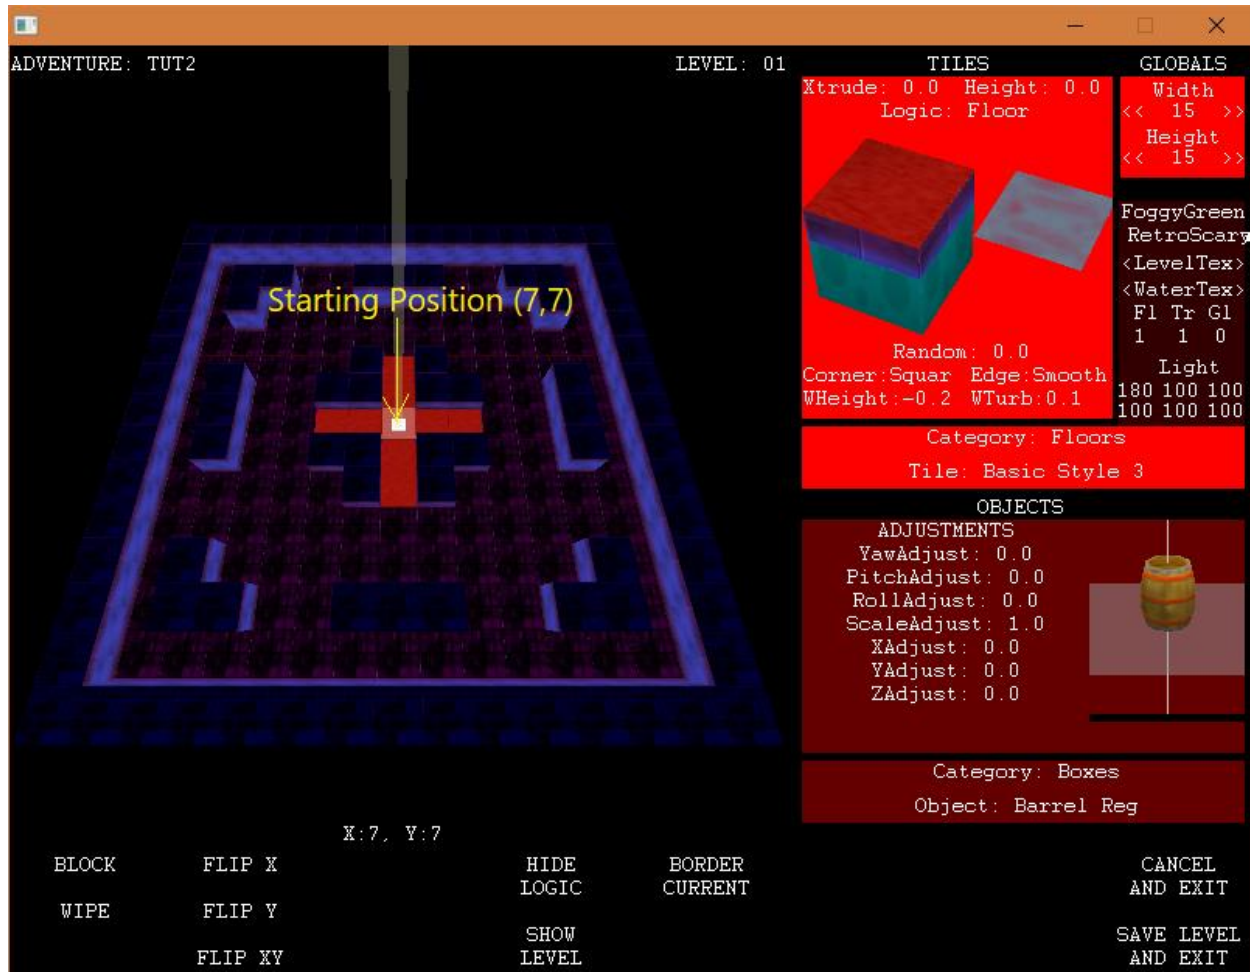 ADVENTURE: TUT2
LEVEL: 01
Starting Position (7,7)
X:7, Y:7
TILES
Xtrude: 0.0 Height: 0.0
Logic: Floor
Random: 0.0
Corner:Squar Edge:Smooth
WHeight:-0.2 WTurb:0.1
Category: Floors
Tile: Basic Style 3
GLOBALS
Width
<< 15 >>
Height
<< 15 >>
FoggyGreen
RetroScary
<LevelTex>
<WaterTex>
Fl Tr Gl
1 1 0
Light
180 100 100
100 100 100
OBJECTS
ADJUSTMENTS
YawAdjust: 0.0
PitchAdjust: 0.0
RollAdjust: 0.0
ScaleAdjust: 1.0
XAdjust: 0.0
YAdjust: 0.0
ZAdjust: 0.0
Category: Boxes
Object: Barrel Reg
BLOCK
WIPE
FLIP X
FLIP Y
FLIP XY
HIDE
LOGIC
SHOW
LEVEL
BORDER
CURRENT
CANCEL
AND EXIT
SAVE LEVEL
AND EXIT